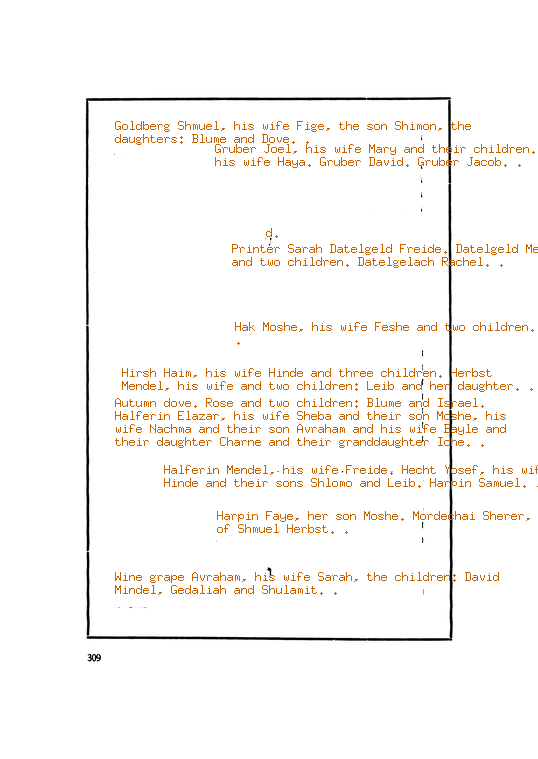 Goldberg Shmuel, his wife Fige, the son Shimon, the
daughters: Blume and Dove. .
Gruber Joel, his wife Mary and their children.
his wife Haya. Gruber David. Gruber Jacob. .
d.
Printer Sarah Datelgeld Freide. Datelgeld Me
and two children. Datelgelach Rachel. .
Hak Moshe, his wife Feshe and two children.
.
Hirsh Haim, his wife Hinde and three children. Herbst
Mendel, his wife and two children: Leib and her daughter. .
Autumn dove. Rose and two children: Blume and Israel.
Halferin Elazar, his wife Sheba and their son Moshe, his
wife Nachma and their son Avraham and his wife Bayle and
their daughter Charne and their granddaughter Iche. .
Halferin Mendel, his wife Freide. Hecht Yosef, his wif
Hinde and their sons Shlomo and Leib. Harpin Samuel. .
Harpin Faye, her son Moshe. Mordechai Sherer,
of Shmuel Herbst. .
Wine grape Avraham, his wife Sarah, the children: David
Mindel, Gedaliah and Shulamit. .
309